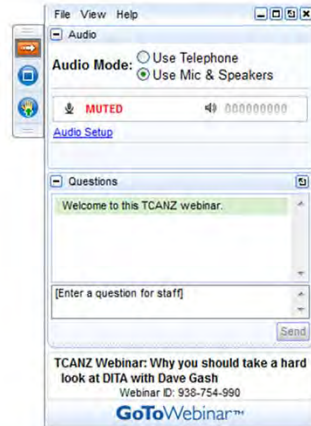 File View Help
Audio
Audio Mode: Use Telephone
Use Mic & Speakers
MUTED 000000000
Audio Setup
Questions
Welcome to this TCANZ webinar.
[Enter a question for staff]
Send
TCANZ Webinar: Why you should take a hard
look at DITA with Dave Gash
Webinar ID: 938-754-990
GoToWebinar™